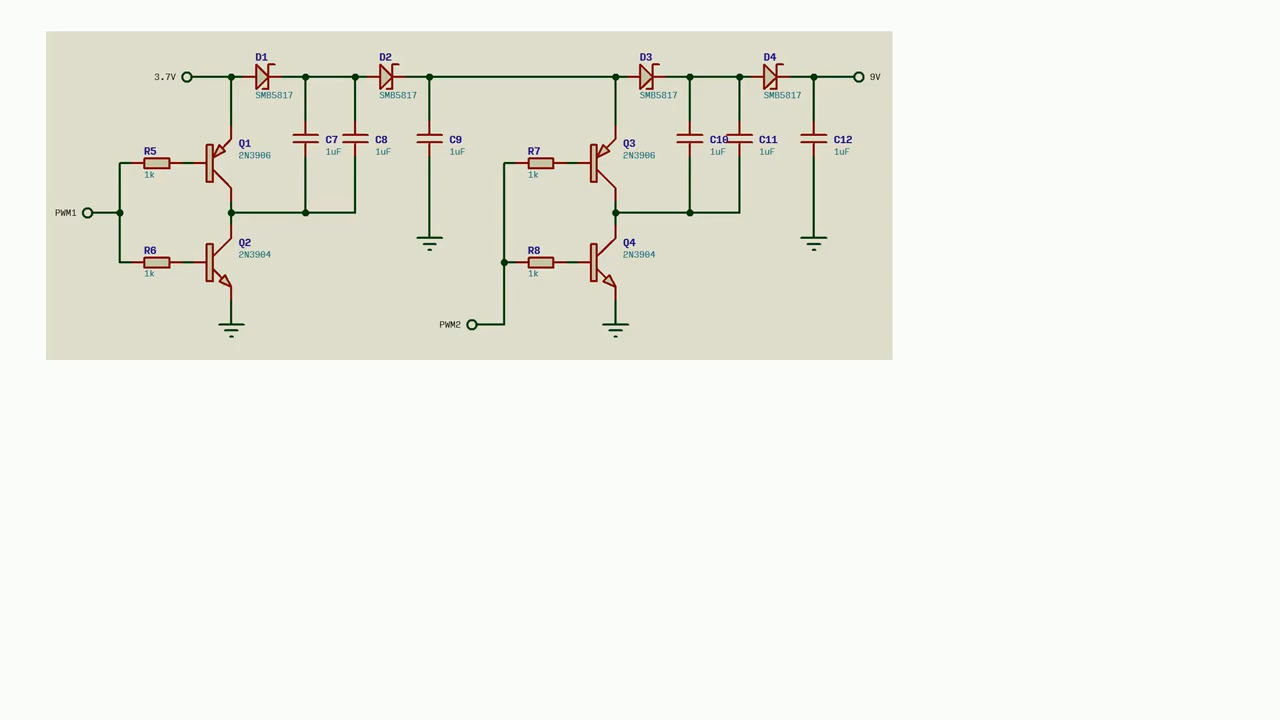 D1
D2
D3
D4
3.7V
9V
SMB5817
SMB5817
SMB5817
SMB5817
Q1
2N3906
C7
1uF
C8
1uF
C9
1uF
Q3
2N3906
C10
1uF
C11
1uF
C12
1uF
R5
1k
R7
1k
PWM1
R6
1k
Q2
2N3904
R8
1k
Q4
2N3904
PWM2